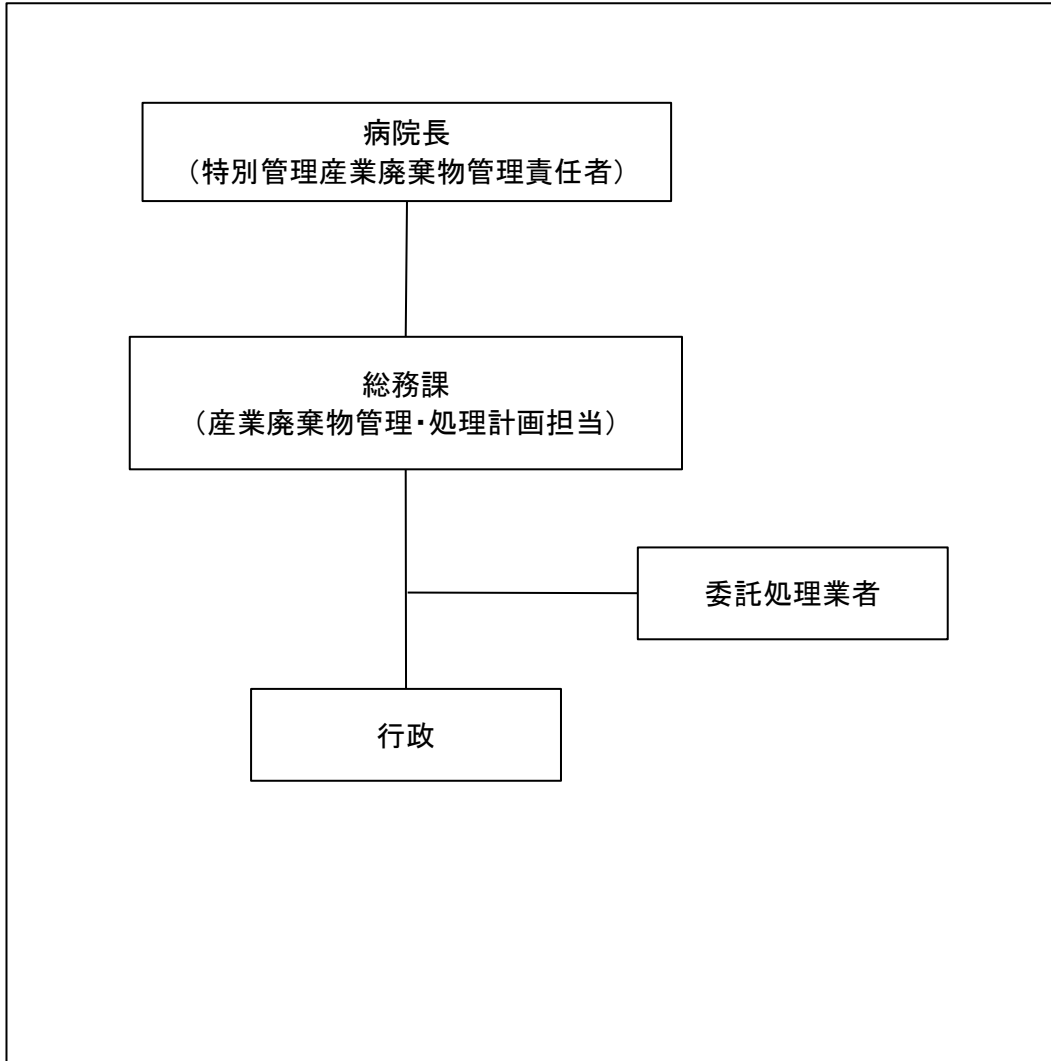 病院長
（特別管理産業廃棄物管理責任者）
総務課
（産業廃棄物管理・処理計画担当）
委託処理業者
行政